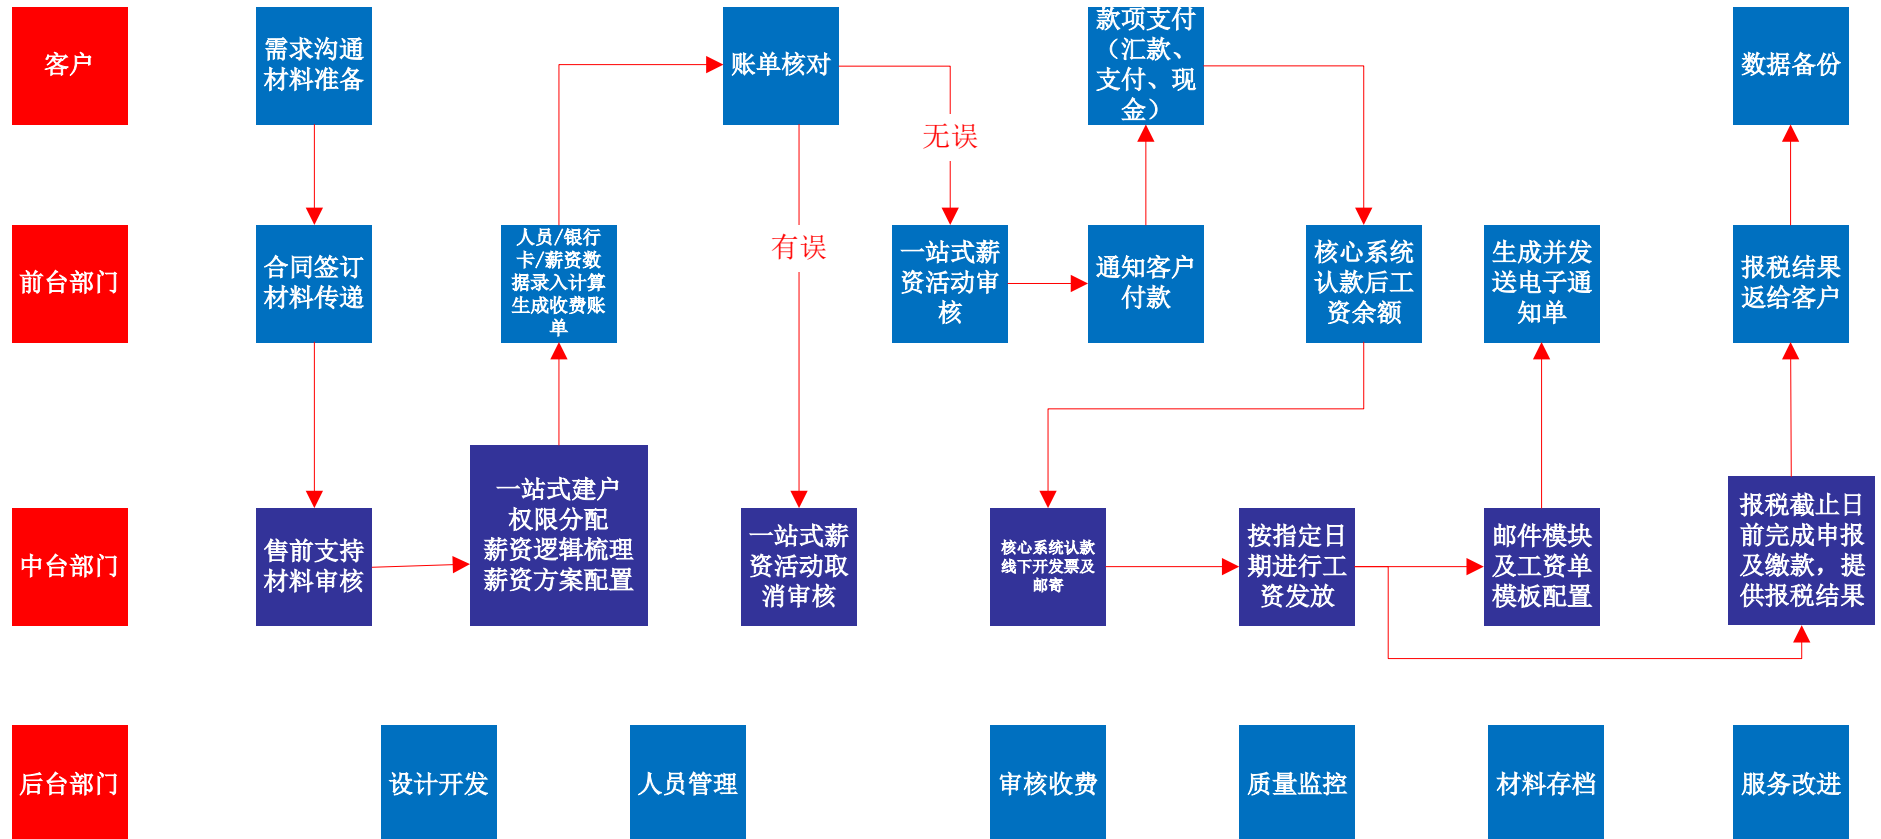 客户
需求沟通
材料准备
账单核对
款项支付
（汇款、
支付、现
金）
数据备份
无误
有误
前台部门
合同签订
材料传递
人员/银行
卡/薪资数
据录入计算
生成收费账
单
一站式薪
资活动审
核
通知客户
付款
核心系统
认款后工
资余额
生成并发
送电子通
知单
报税结果
返给客户
中台部门
售前支持
材料审核
一站式建户
权限分配
薪资逻辑梳理
薪资方案配置
一站式薪
资活动取
消审核
核心系统认款
线下开发票及
邮寄
按指定日
期进行工
资发放
邮件模块
及工资单
模板配置
报税截止日
前完成申报
及缴款，提
供报税结果
后台部门
设计开发
人员管理
审核收费
质量监控
材料存档
服务改进